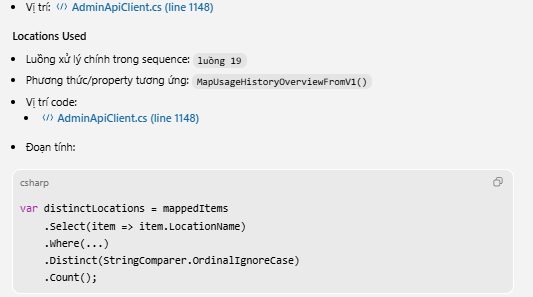 Vị trí: AdminApiClient.cs (line 1148)
Locations Used
Luồng xử lý chính trong sequence: luồng 19
Phương thức/property tương ứng: MapUsageHistoryOverviewFromV1()
Vị trí code:
AdminApiClient.cs (line 1148)
Đoạn tính:
csharp
var distinctLocations = mappedItems
.Select(item => item.LocationName)
.Where(...)
.Distinct(StringComparer.OrdinalIgnoreCase)
.Count();